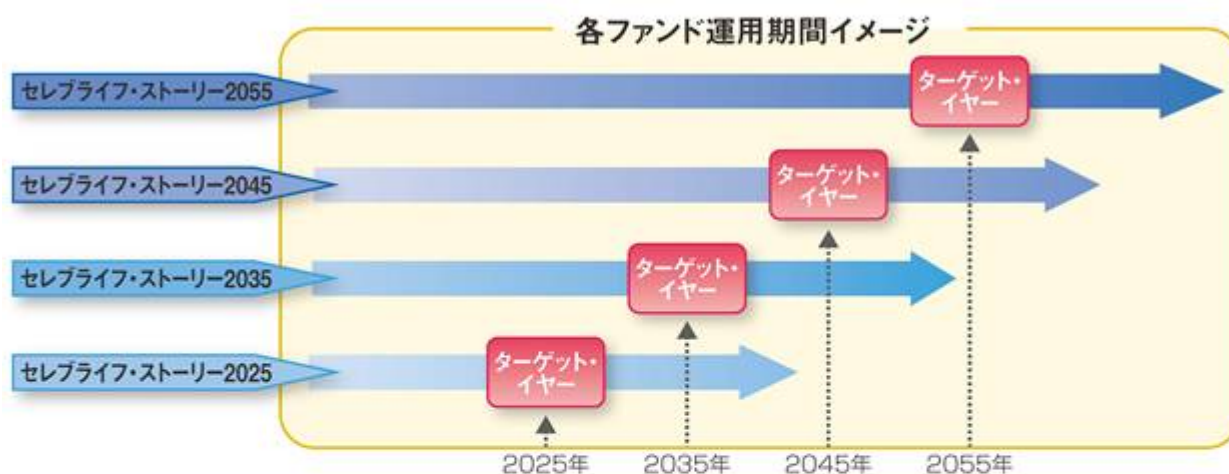 各ファンド運用期間イメージ
セレブライフ・ストーリー2055
ターゲット・
イヤー
セレブライフ・ストーリー2045
ターゲット・
イヤー
セレブライフ・ストーリー2035
ターゲット・
イヤー
セレブライフ・ストーリー2025
ターゲット・
イヤー
2025年 2035年 2045年 2055年